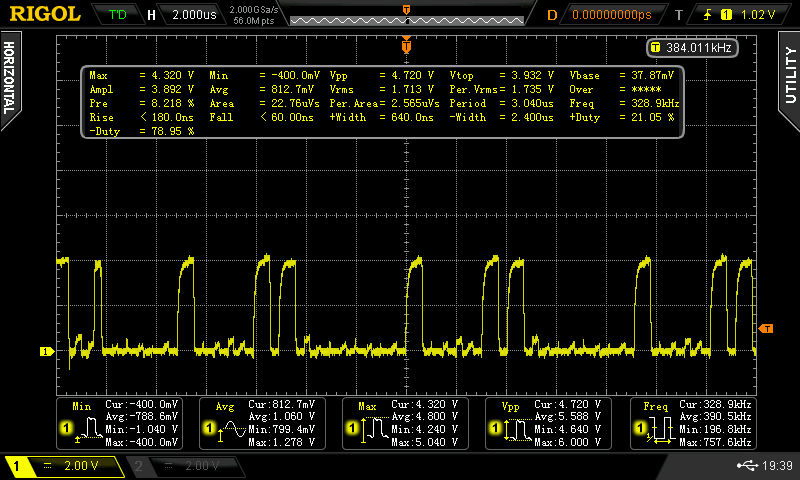 RIGOL T'D H 2.000us 2.000GSa/s 56.0M pts D 0.00000000ps T 1 1.02 V
HORIZONTAL
UTILITY
T 384.011kHz
Max = 4.320 V Min = -400.0mV Vpp = 4.720 V Vtop = 3.932 V Vbase = 37.87mV
Ampl = 3.892 V Avg = 812.7mV Vrms = 1.713 V Per.Vrms= 1.735 V Over = *****
Pre = 8.218 % Area = 22.76uVs Per.Area= 2.565uVs Period = 3.040us Freq = 328.9kHz
Rise < 180.0ns Fall < 60.00ns +Width = 640.0ns -Width = 2.400us +Duty = 21.05 %
-Duty = 78.95 %
T
T
1
Min Cur:-400.0mV
Avg:-788.6mV
1 Min:-1.040 V
Max:-400.0mV
Avg Cur:812.7mV
Avg:1.060 V
1 Min:799.4mV
Max:1.278 V
Max Cur:4.320 V
Avg:4.800 V
1 Min:4.240 V
Max:5.040 V
Vpp Cur:4.720 V
Avg:5.588 V
1 Min:4.640 V
Max:6.000 V
Freq Cur:328.9kHz
Avg:390.5kHz
1 Min:196.8kHz
Max:757.6kHz
1 2.00 V 2 2.00 V 19:39